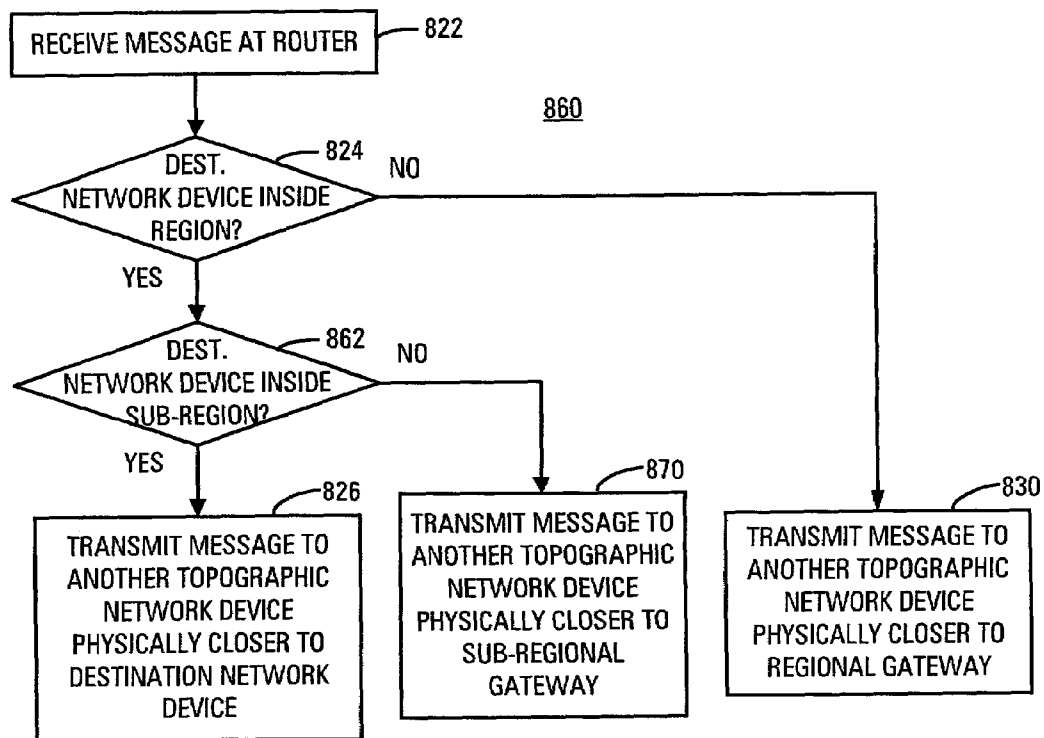 RECEIVE MESSAGE AT ROUTER
822
860
824
DEST.
NETWORK DEVICE INSIDE
REGION?
NO
YES
862
DEST.
NETWORK DEVICE INSIDE
SUB-REGION?
NO
YES
826
TRANSMIT MESSAGE TO
ANOTHER TOPOGRAPHIC
NETWORK DEVICE
PHYSICALLY CLOSER TO
DESTINATION NETWORK
DEVICE
870
TRANSMIT MESSAGE TO
ANOTHER TOPOGRAPHIC
NETWORK DEVICE
PHYSICALLY CLOSER TO
SUB-REGIONAL
GATEWAY
830
TRANSMIT MESSAGE TO
ANOTHER TOPOGRAPHIC
NETWORK DEVICE
PHYSICALLY CLOSER TO
REGIONAL GATEWAY